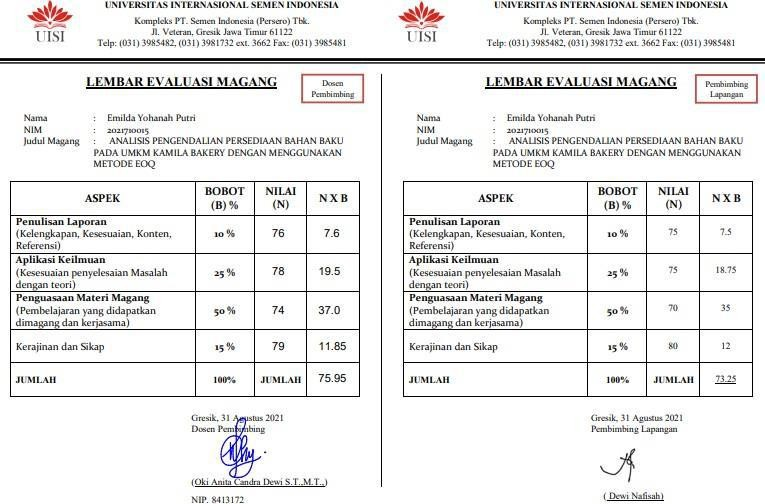 UNIVERSITAS INTERNASIONAL SEMEN INDONESIA
Kompleks PT. Semen Indonesia (Persero) Tbk.
Jl. Veteran, Gresik Jawa Timur 61122
Telp: (031) 3985482, (031) 3981732 ext. 3662 Fax: (031) 3985481
UISI
LEMBAR EVALUASI MAGANG
Dosen
Pembimbing
Nama : Emilda Yohanah Putri
NIM : 2021710015
Judul Magang : ANALISIS PENGENDALIAN PERSEDIAAN BAHAN BAKU
PADA UMKM KAMILA BAKERY DENGAN MENGGUNAKAN
METODE EOQ
ASPEK BOBOT (B) % NILAI (N) N X B
Penulisan Laporan
(Kelengkapan, Kesesuaian, Konten,
Referensi) 10 % 76 7.6
Aplikasi Keilmuan
(Kesesuaian penyelesaian Masalah
dengan teori) 25 % 78 19.5
Penguasaan Materi Magang
(Pembelajaran yang didapatkan
dimagang dan kerjasama) 50 % 74 37.0
Kerajinan dan Sikap 15 % 79 11.85
JUMLAH 100% JUMLAH 75.95
Gresik, 31 Agustus 2021
Dosen Pembimbing
(Oki Anita Candra Dewi S.T.,M.T.,)
NIP. 8413172
UNIVERSITAS INTERNASIONAL SEMEN INDONESIA
Kompleks PT. Semen Indonesia (Persero) Tbk.
Jl. Veteran, Gresik Jawa Timur 61122
Telp: (031) 3985482, (031) 3981732 ext. 3662 Fax: (031) 3985481
UISI
LEMBAR EVALUASI MAGANG
Pembimbing
Lapangan
Nama : Emilda Yohanah Putri
NIM : 2021710015
Judul Magang : ANALISIS PENGENDALIAN PERSEDIAAN BAHAN BAKU
PADA UMKM KAMILA BAKERY DENGAN MENGGUNAKAN
METODE EOQ
ASPEK BOBOT (B) % NILAI (N) N X B
Penulisan Laporan
(Kelengkapan, Kesesuaian, Konten,
Referensi) 10 % 75 7.5
Aplikasi Keilmuan
(Kesesuaian penyelesaian Masalah
dengan teori) 25 % 75 18.75
Penguasaan Materi Magang
(Pembelajaran yang didapatkan
dimagang dan kerjasama) 50 % 70 35
Kerajinan dan Sikap 15 % 80 12
JUMLAH 100% JUMLAH 73.25
Gresik, 31 Agustus 2021
Pembimbing Lapangan
( Dewi Nafisah)